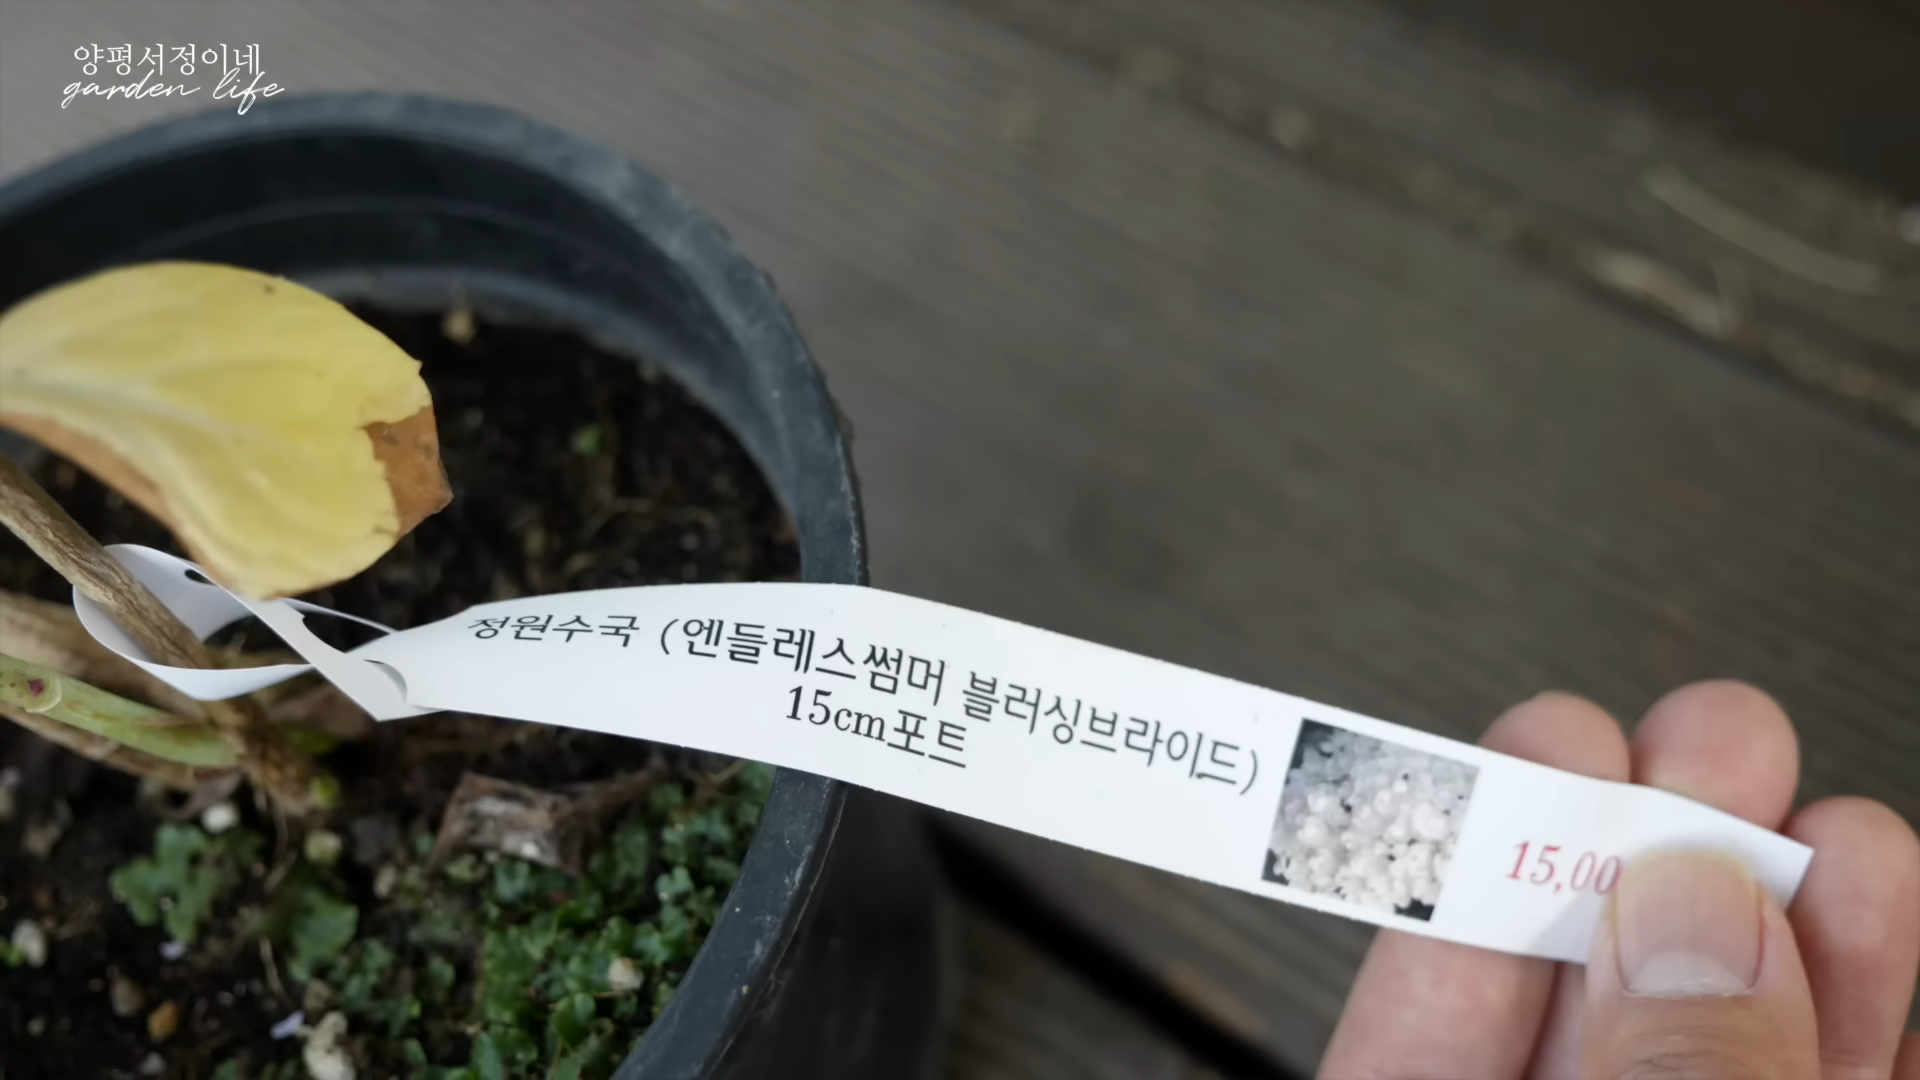 양평서정이네
garden life
정원수국 (엔들레스썸머 블러싱브라이드)
15cm포트
15,00